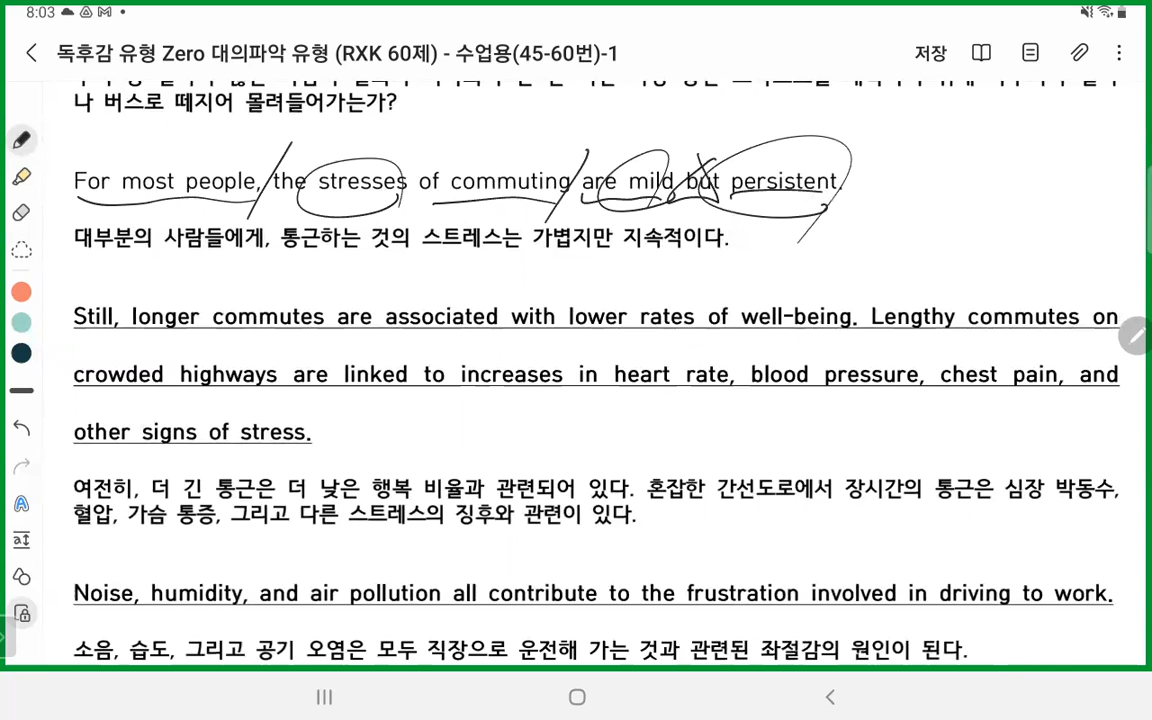 8:03
독후감 유형 Zero 대의파악 유형 (RXK 60제) - 수업용(45-60번)-1
저장
나 버스로 떼지어 몰려들어가는가?
For most people, the stresses of commuting are mild but persistent.
대부분의 사람들에게, 통근하는 것의 스트레스는 가볍지만 지속적이다.
Still, longer commutes are associated with lower rates of well-being. Lengthy commutes on
crowded highways are linked to increases in heart rate, blood pressure, chest pain, and
other signs of stress.
여전히, 더 긴 통근은 더 낮은 행복 비율과 관련되어 있다. 혼잡한 간선도로에서 장시간의 통근은 심장 박동수,
혈압, 가슴 통증, 그리고 다른 스트레스의 징후와 관련이 있다.
Noise, humidity, and air pollution all contribute to the frustration involved in driving to work.
소음, 습도, 그리고 공기 오염은 모두 직장으로 운전해 가는 것과 관련된 좌절감의 원인이 된다.